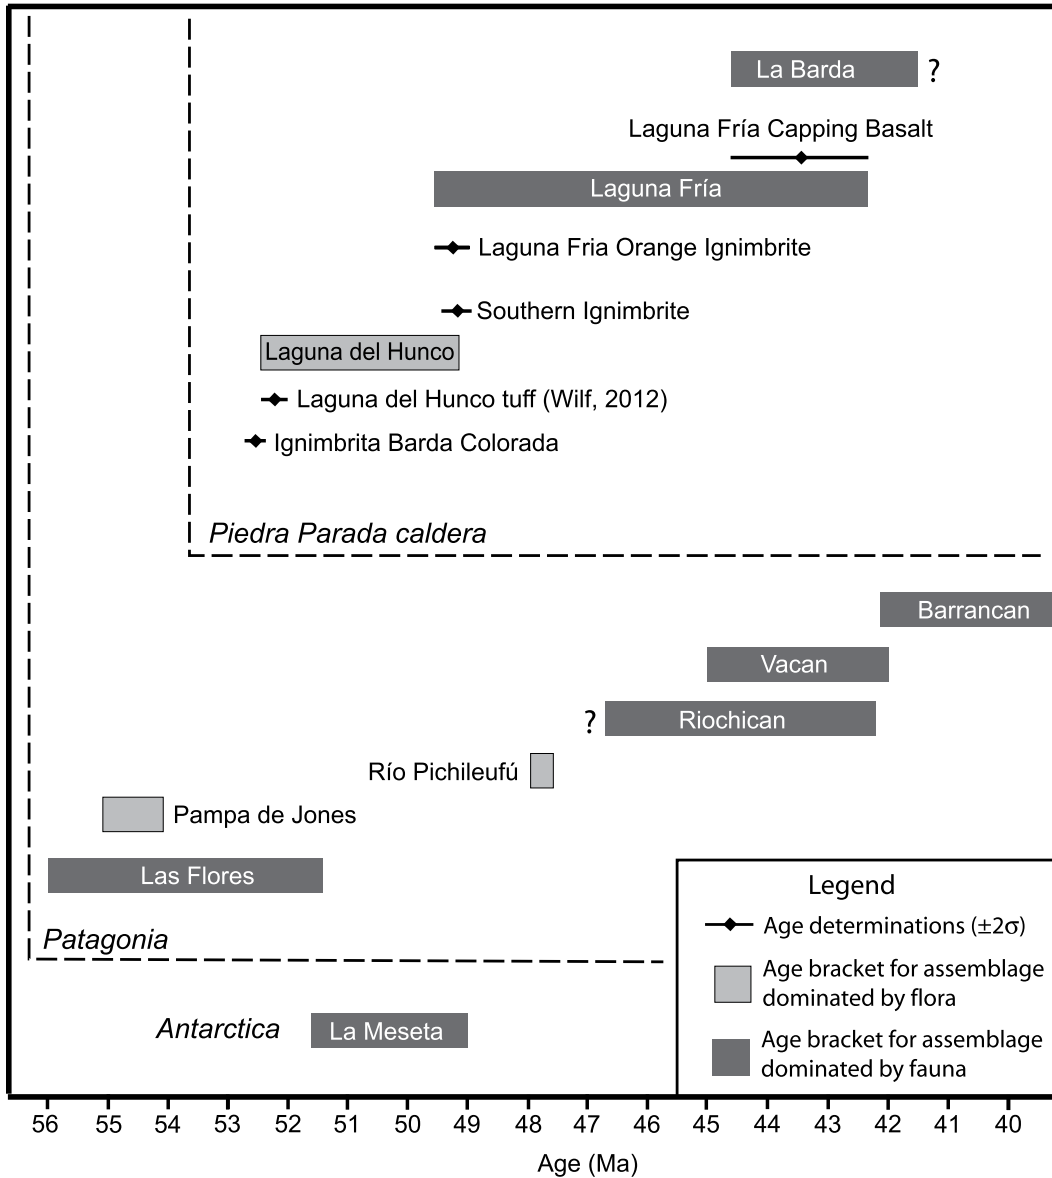 La Barda ?
Laguna Fría Capping Basalt
Laguna Fría
Laguna Fria Orange Ignimbrite
Southern Ignimbrite
Laguna del Hunco
Laguna del Hunco tuff (Wilf, 2012)
Ignimbrita Barda Colorada
Piedra Parada caldera
Barrancan
Vacan
? Riochican
Río Pichileufú
Pampa de Jones
Las Flores
Patagonia
Antarctica La Meseta
Legend
Age determinations (±2σ)
Age bracket for assemblage
dominated by flora
Age bracket for assemblage
dominated by fauna
56 55 54 53 52 51 50 49 48 47 46 45 44 43 42 41 40
Age (Ma)